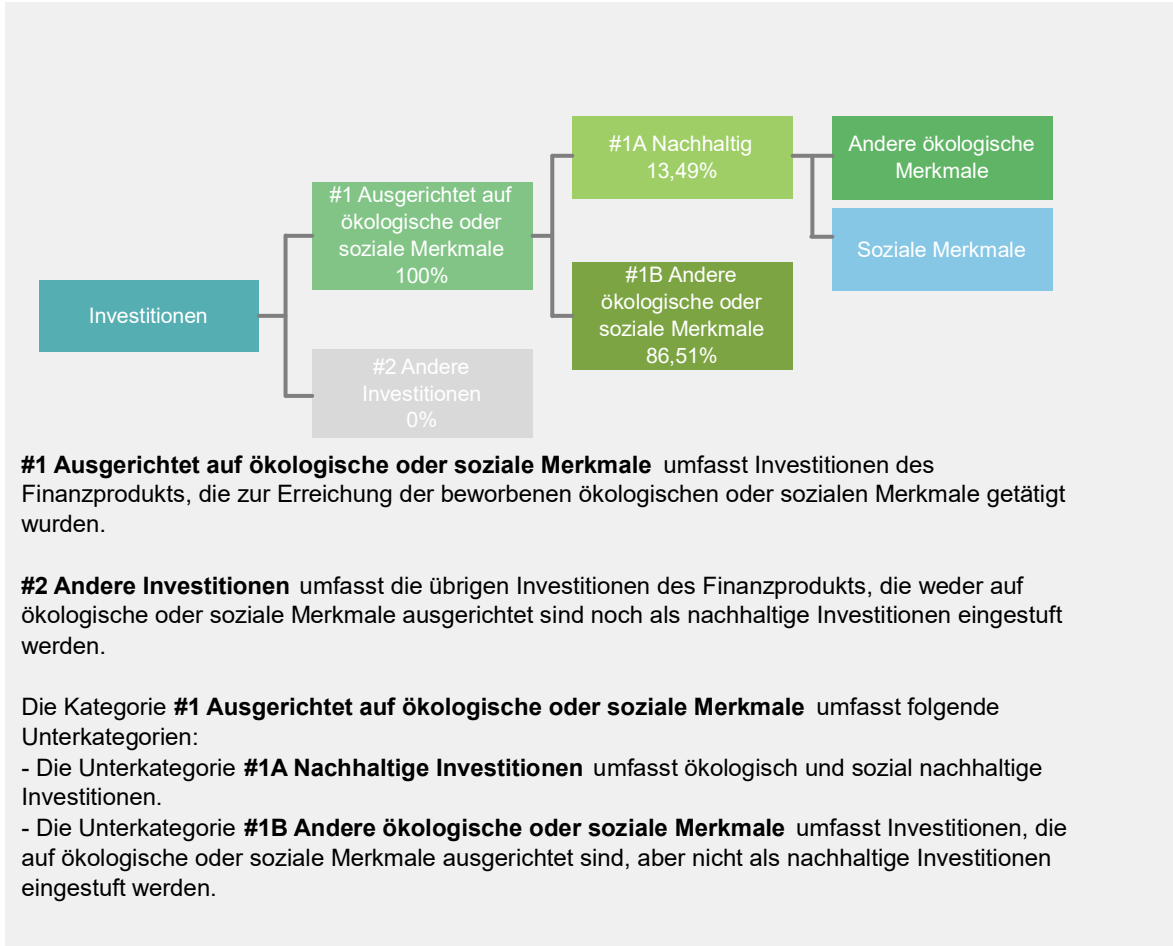 #1A Nachhaltig
13,49%
Andere ökologische
Merkmale
#1 Ausgerichtet auf
ökologische oder
soziale Merkmale
100%
Soziale Merkmale
#1B Andere
ökologische oder
soziale Merkmale
86,51%
Investitionen
#2 Andere
Investitionen
0%
#1 Ausgerichtet auf ökologische oder soziale Merkmale umfasst Investitionen des
Finanzprodukts, die zur Erreichung der beworbenen ökologischen oder sozialen Merkmale getätigt
wurden.
#2 Andere Investitionen umfasst die übrigen Investitionen des Finanzprodukts, die weder auf
ökologische oder soziale Merkmale ausgerichtet sind noch als nachhaltige Investitionen eingestuft
werden.
Die Kategorie #1 Ausgerichtet auf ökologische oder soziale Merkmale umfasst folgende
Unterkategorien:
- Die Unterkategorie #1A Nachhaltige Investitionen umfasst ökologisch und sozial nachhaltige
Investitionen.
- Die Unterkategorie #1B Andere ökologische oder soziale Merkmale umfasst Investitionen, die
auf ökologische oder soziale Merkmale ausgerichtet sind, aber nicht als nachhaltige Investitionen
eingestuft werden.